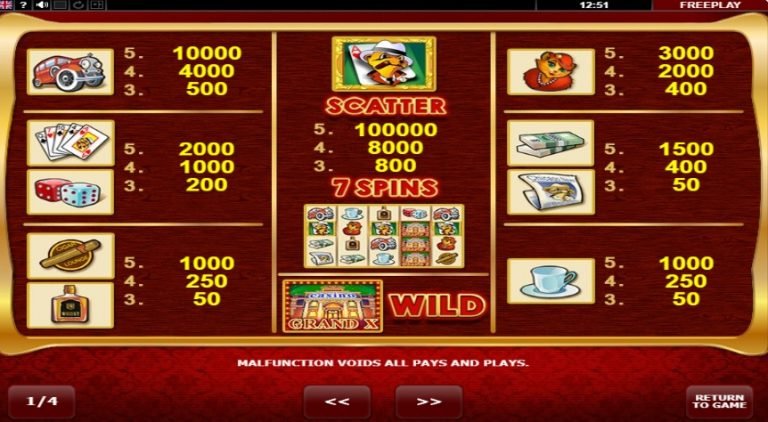 ?
12:51
FREEPLAY
5. 10000
4. 4000
3. 500
5. 2000
4. 1000
3. 200
CIGAR
LOUNGE
WHISKY
5. 1000
4. 250
3. 50
A
SCATTER
5. 100000
4. 8000
3. 800
7 SPINS
GRAND X
WILD
5. 3000
4. 2000
3. 400
5. 1500
4. 400
3. 50
5. 1000
4. 250
3. 50
MALFUNCTION VOIDS ALL PAYS AND PLAYS.
1/4
<<
>>
RETURN
TO GAME